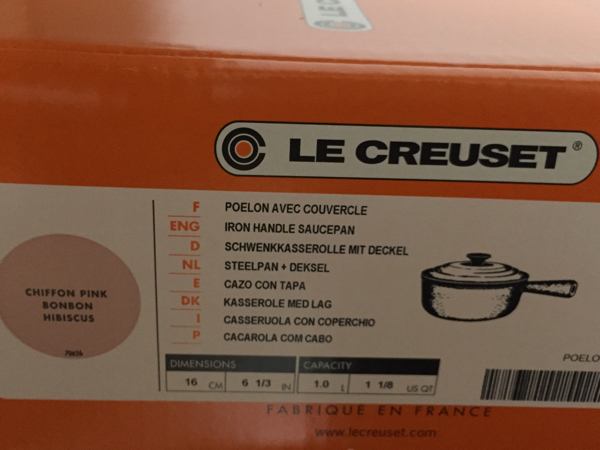 LE CREUSET®
F POELON AVEC COUVERCLE
ENG IRON HANDLE SAUCEPAN
D SCHWENKKASSEROLLE MIT DECKEL
NL STEELPAN + DEKSEL
E CAZO CON TAPA
DK KASSEROLE MED LAG
I CASSERUOLA CON COPERCHIO
P CACAROLA COM CABO
CHIFFON PINK
BONBON
HIBISCUS
DIMENSIONS CAPACITY
16 CM 6 1/3 IN 1.0 L 1 1/8 US QT
POELO
FABRIQUE EN FRANCE
www.lecreuset.com